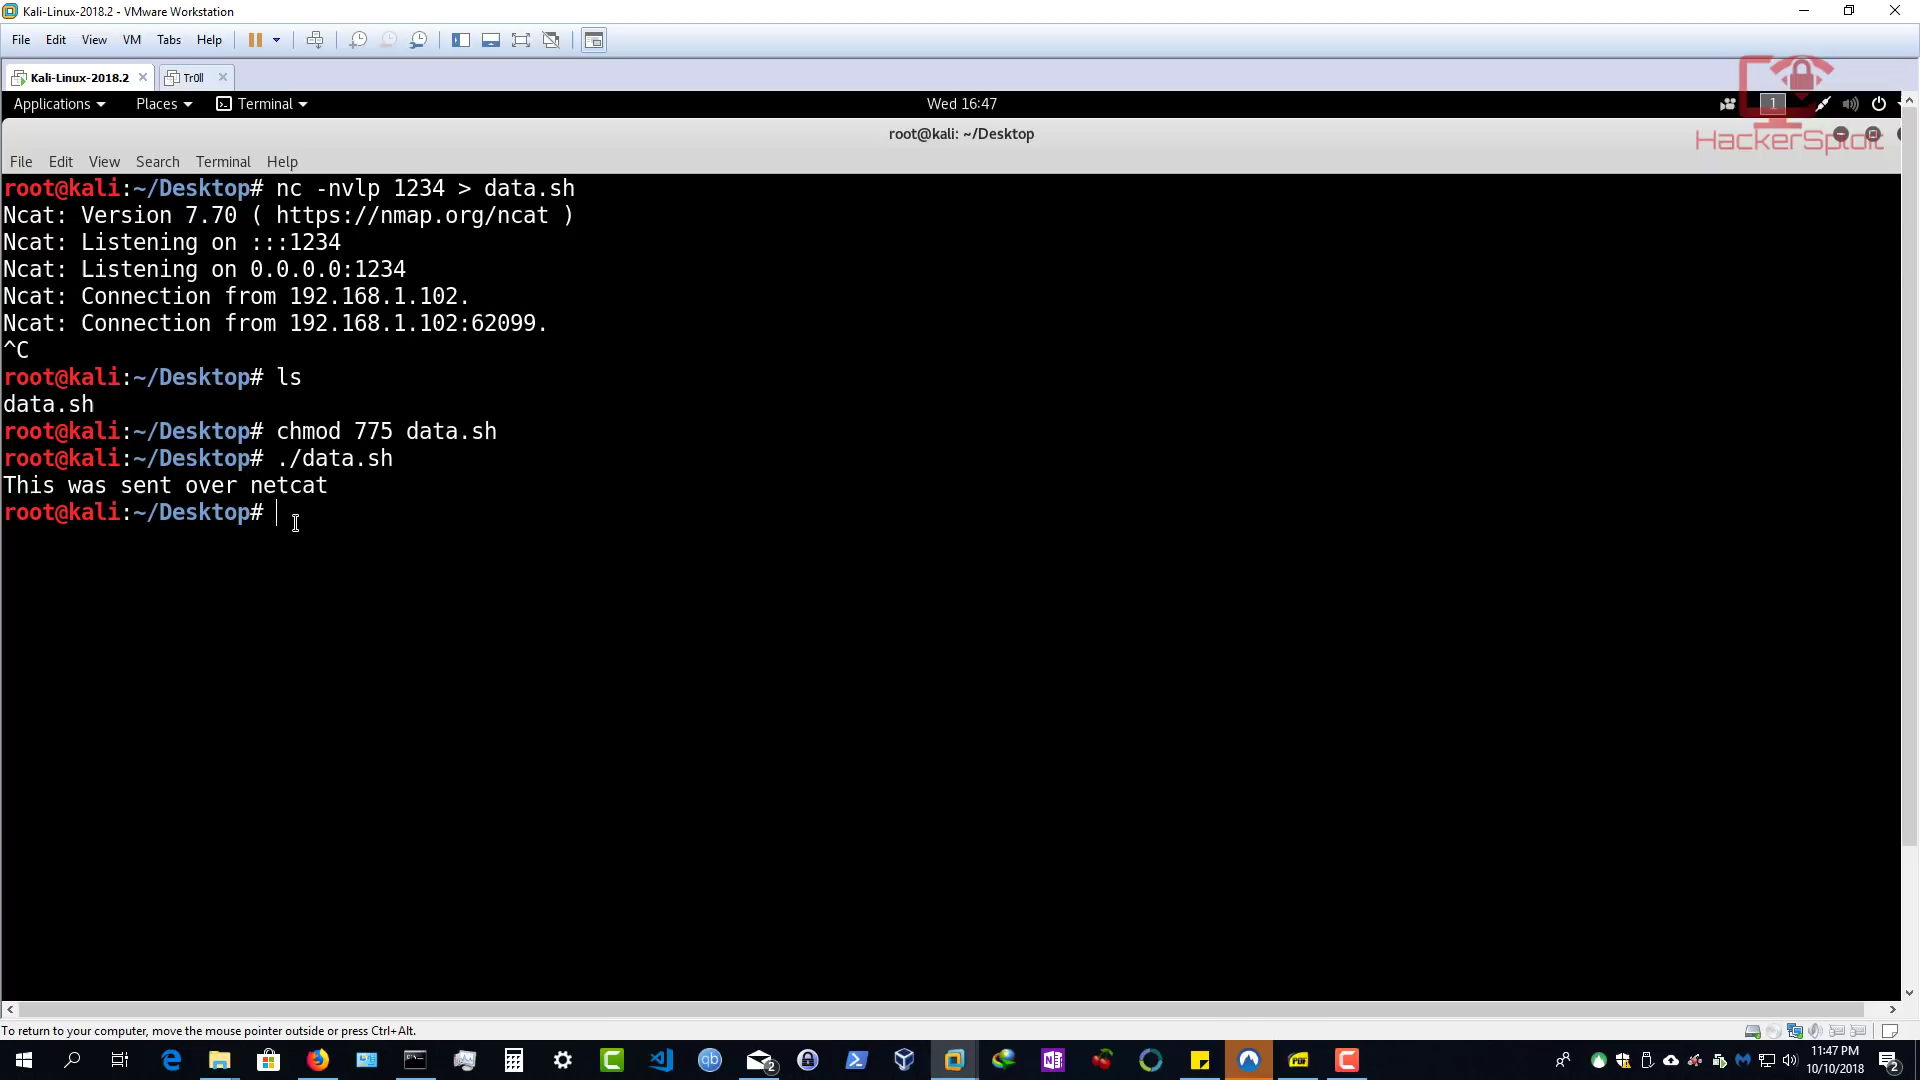 Kali-Linux-2018.2 - VMware Workstation
File Edit View VM Tabs Help
Kali-Linux-2018.2 Tr0ll
Applications Places Terminal Wed 16:47 1
root@kali: ~/Desktop
HackerSploit
File Edit View Search Terminal Help
root@kali:~/Desktop# nc -nvlp 1234 > data.sh
Ncat: Version 7.70 ( https://nmap.org/ncat )
Ncat: Listening on :::1234
Ncat: Listening on 0.0.0.0:1234
Ncat: Connection from 192.168.1.102.
Ncat: Connection from 192.168.1.102:62099.
^C
root@kali:~/Desktop# ls
data.sh
root@kali:~/Desktop# chmod 775 data.sh
root@kali:~/Desktop# ./data.sh
This was sent over netcat
root@kali:~/Desktop#
To return to your computer, move the mouse pointer outside or press Ctrl+Alt.
qb 2 N PDF 11:47 PM 2
10/10/2018